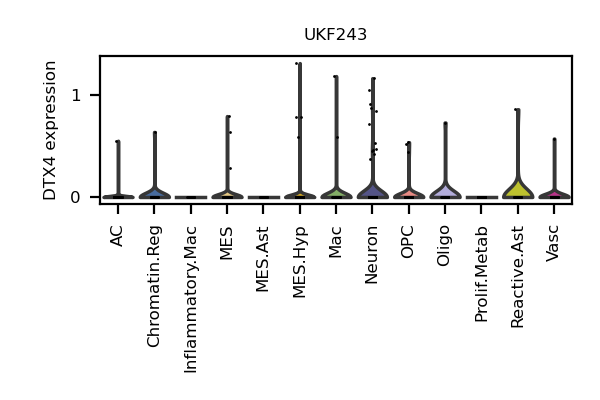 UKF243
DTX4 expression
1
0
AC
Chromatin.Reg
Inflammatory.Mac
MES
MES.Ast
MES.Hyp
Mac
Neuron
OPC
Oligo
Prolif.Metab
Reactive.Ast
Vasc